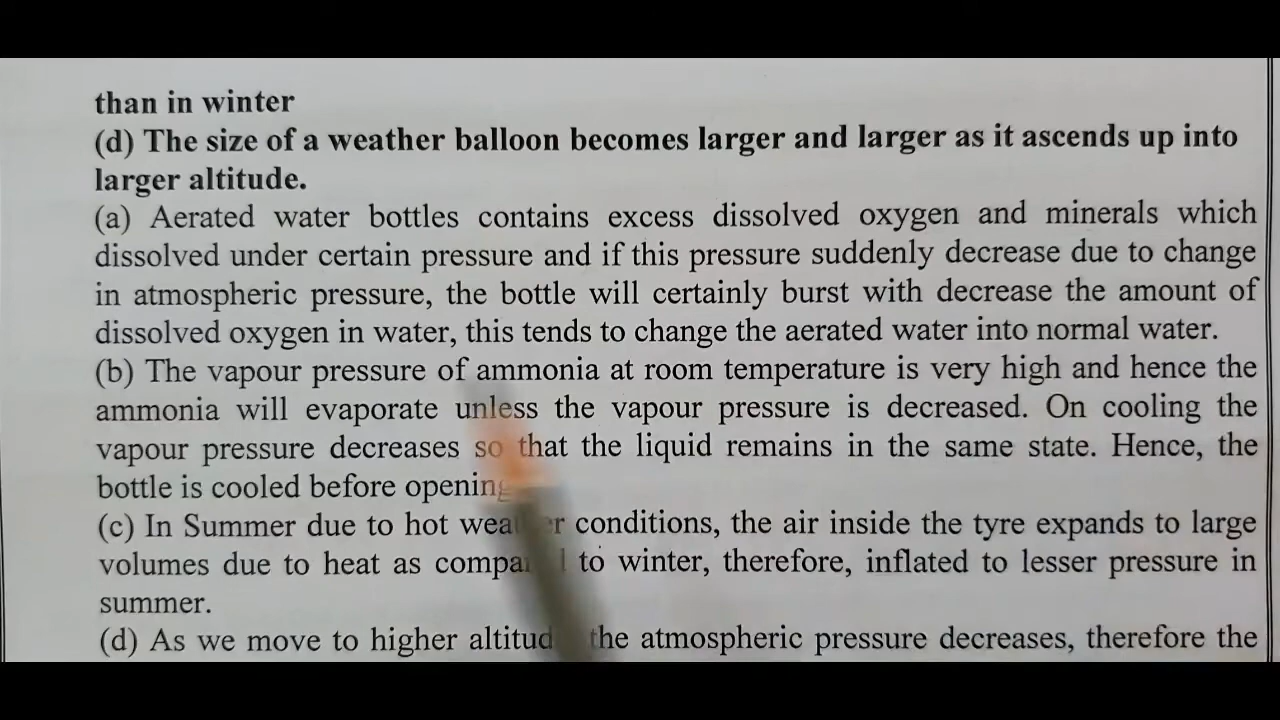 than in winter
(d) The size of a weather balloon becomes larger and larger as it ascends up into
larger altitude.
(a) Aerated water bottles contains excess dissolved oxygen and minerals which
dissolved under certain pressure and if this pressure suddenly decrease due to change
in atmospheric pressure, the bottle will certainly burst with decrease the amount of
dissolved oxygen in water, this tends to change the aerated water into normal water.
(b) The vapour pressure of ammonia at room temperature is very high and hence the
ammonia will evaporate unless the vapour pressure is decreased. On cooling the
vapour pressure decreases so that the liquid remains in the same state. Hence, the
bottle is cooled before opening
(c) In Summer due to hot weather conditions, the air inside the tyre expands to large
volumes due to heat as compared to winter, therefore, inflated to lesser pressure in
summer.
(d) As we move to higher altitude the atmospheric pressure decreases, therefore the